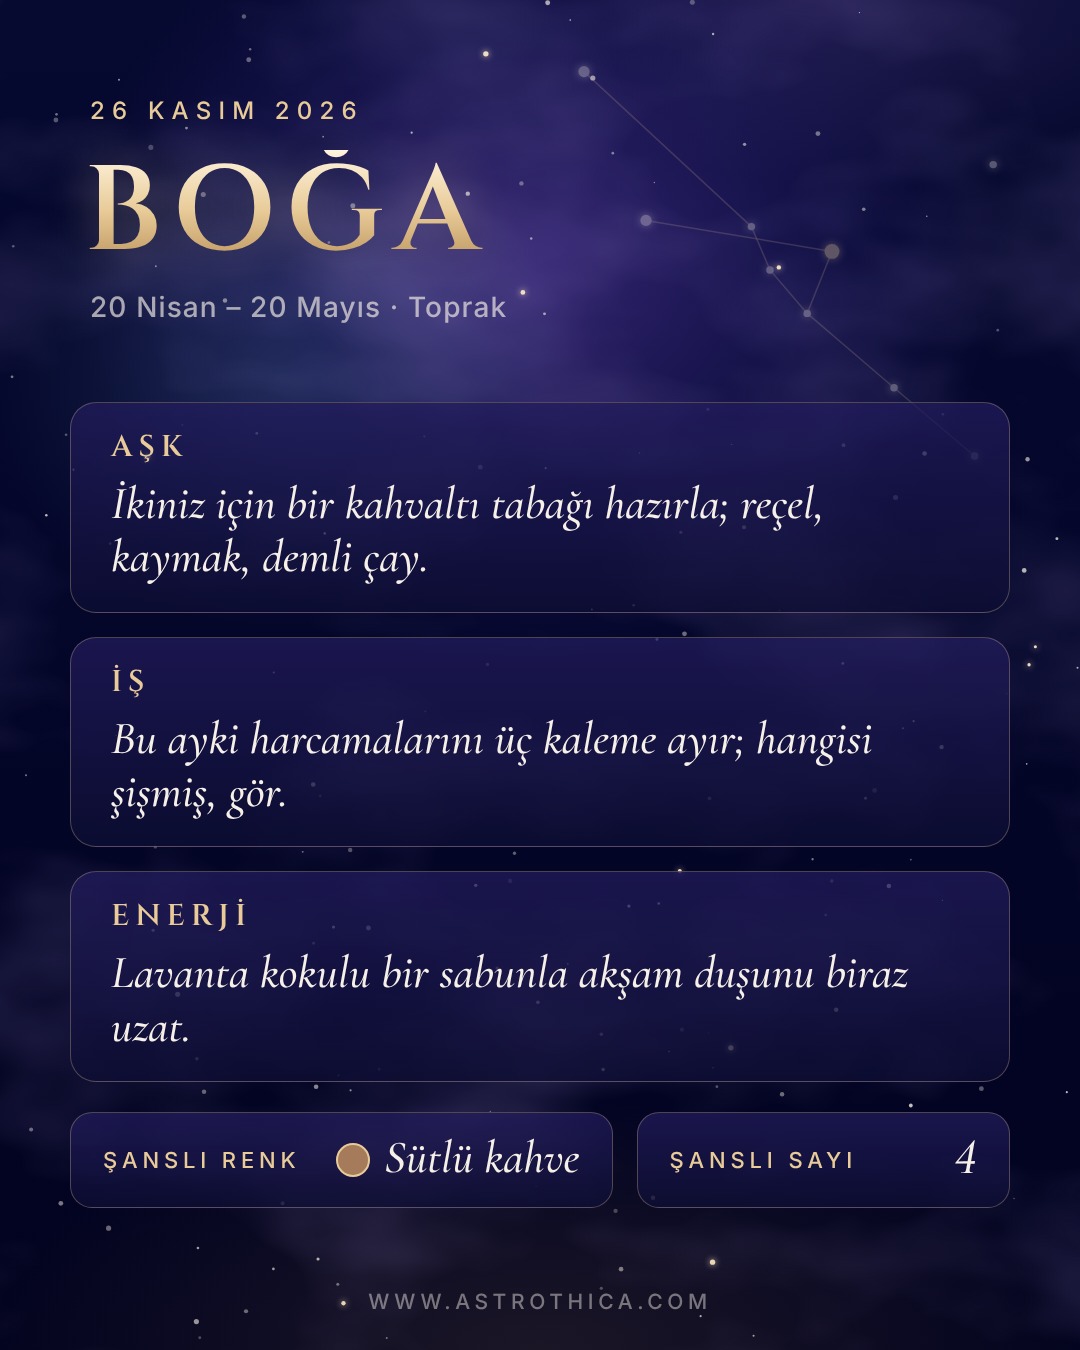 26 KASIM 2026
BOĞA
20 Nisan – 20 Mayıs · Toprak
AŞK
İkiniz için bir kahvaltı tabağı hazırla; reçel,
kaymak, demli çay.
İŞ
Bu ayki harcamalarını üç kaleme ayır; hangisi
şişmiş, gör.
ENERJİ
Lavanta kokulu bir sabunla akşam duşunu biraz
uzat.
ŞANSLI RENK Sütlü kahve
ŞANSLI SAYI 4
WWW.ASTROTHICA.COM